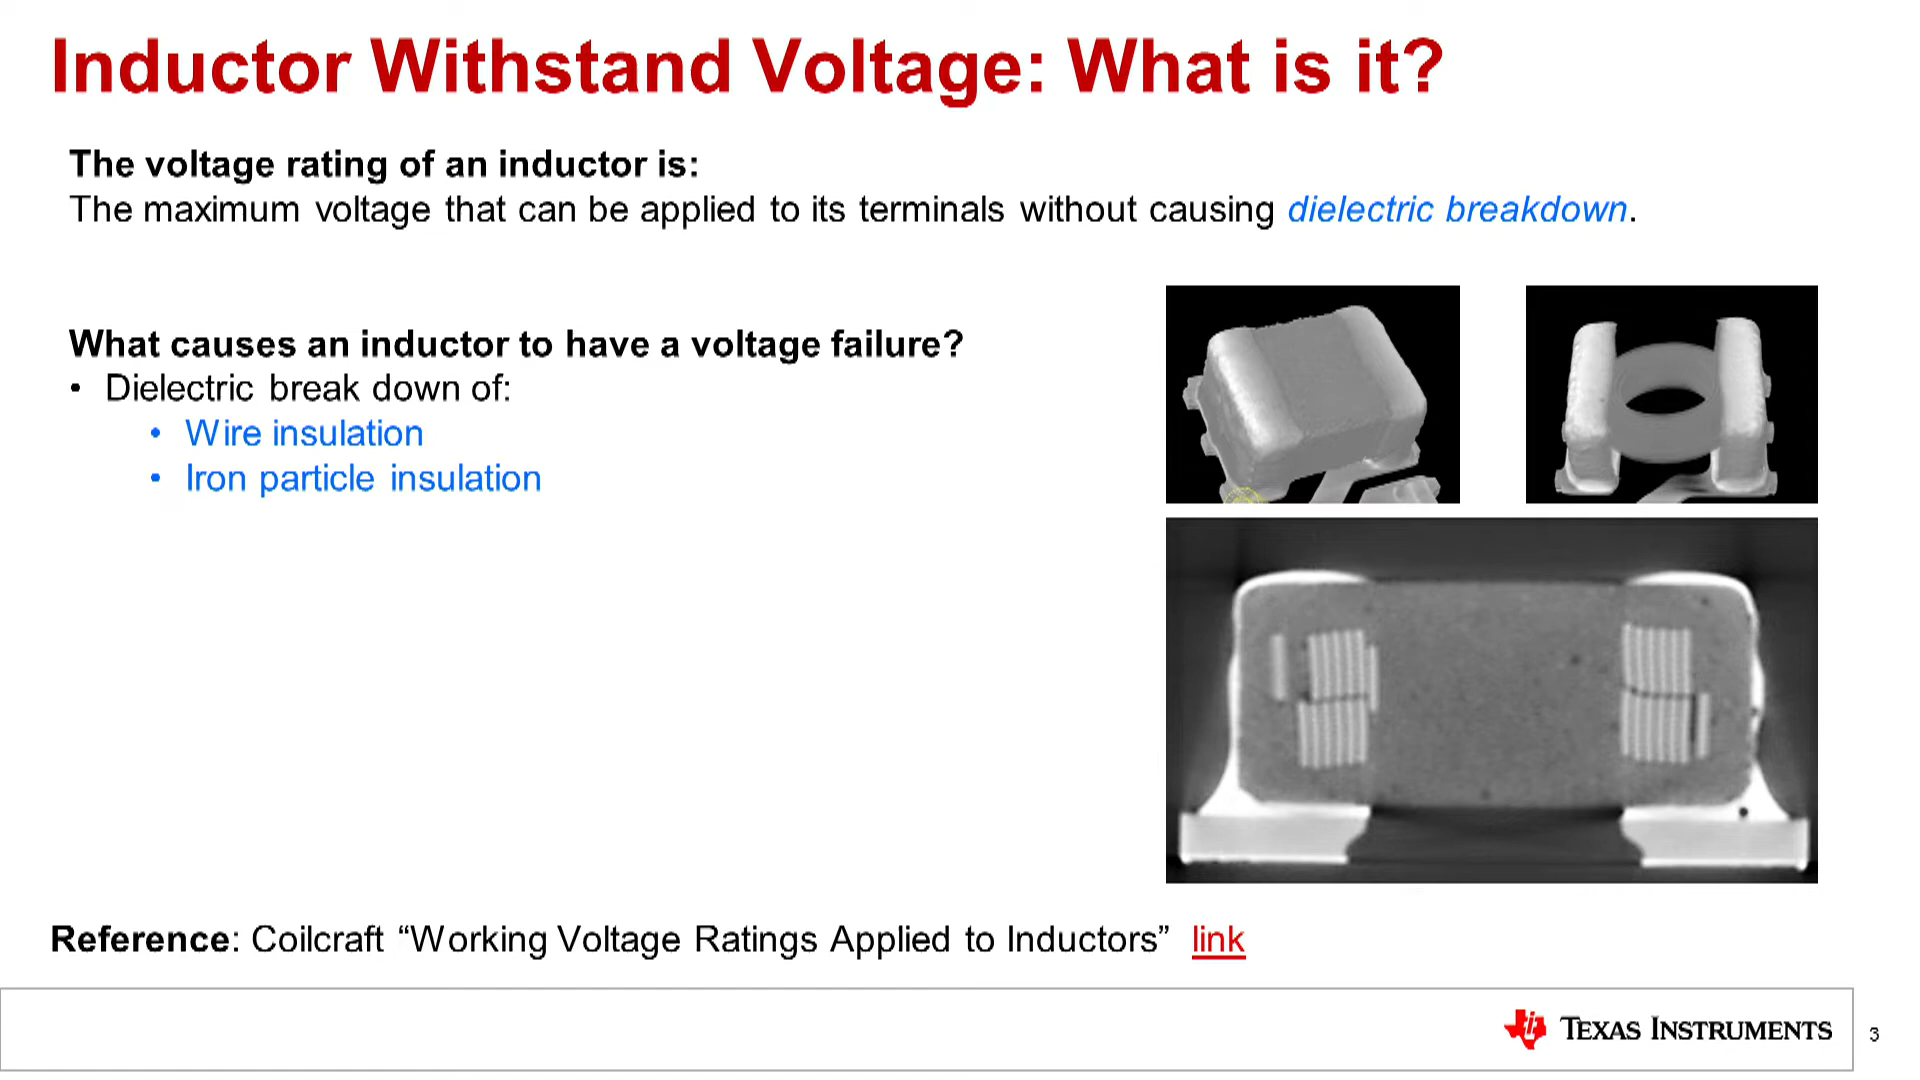 Inductor Withstand Voltage: What is it?
The voltage rating of an inductor is:
The maximum voltage that can be applied to its terminals without causing dielectric breakdown.
What causes an inductor to have a voltage failure?
• Dielectric break down of:
• Wire insulation
• Iron particle insulation
Reference: Coilcraft “Working Voltage Ratings Applied to Inductors” link
TEXAS INSTRUMENTS
3